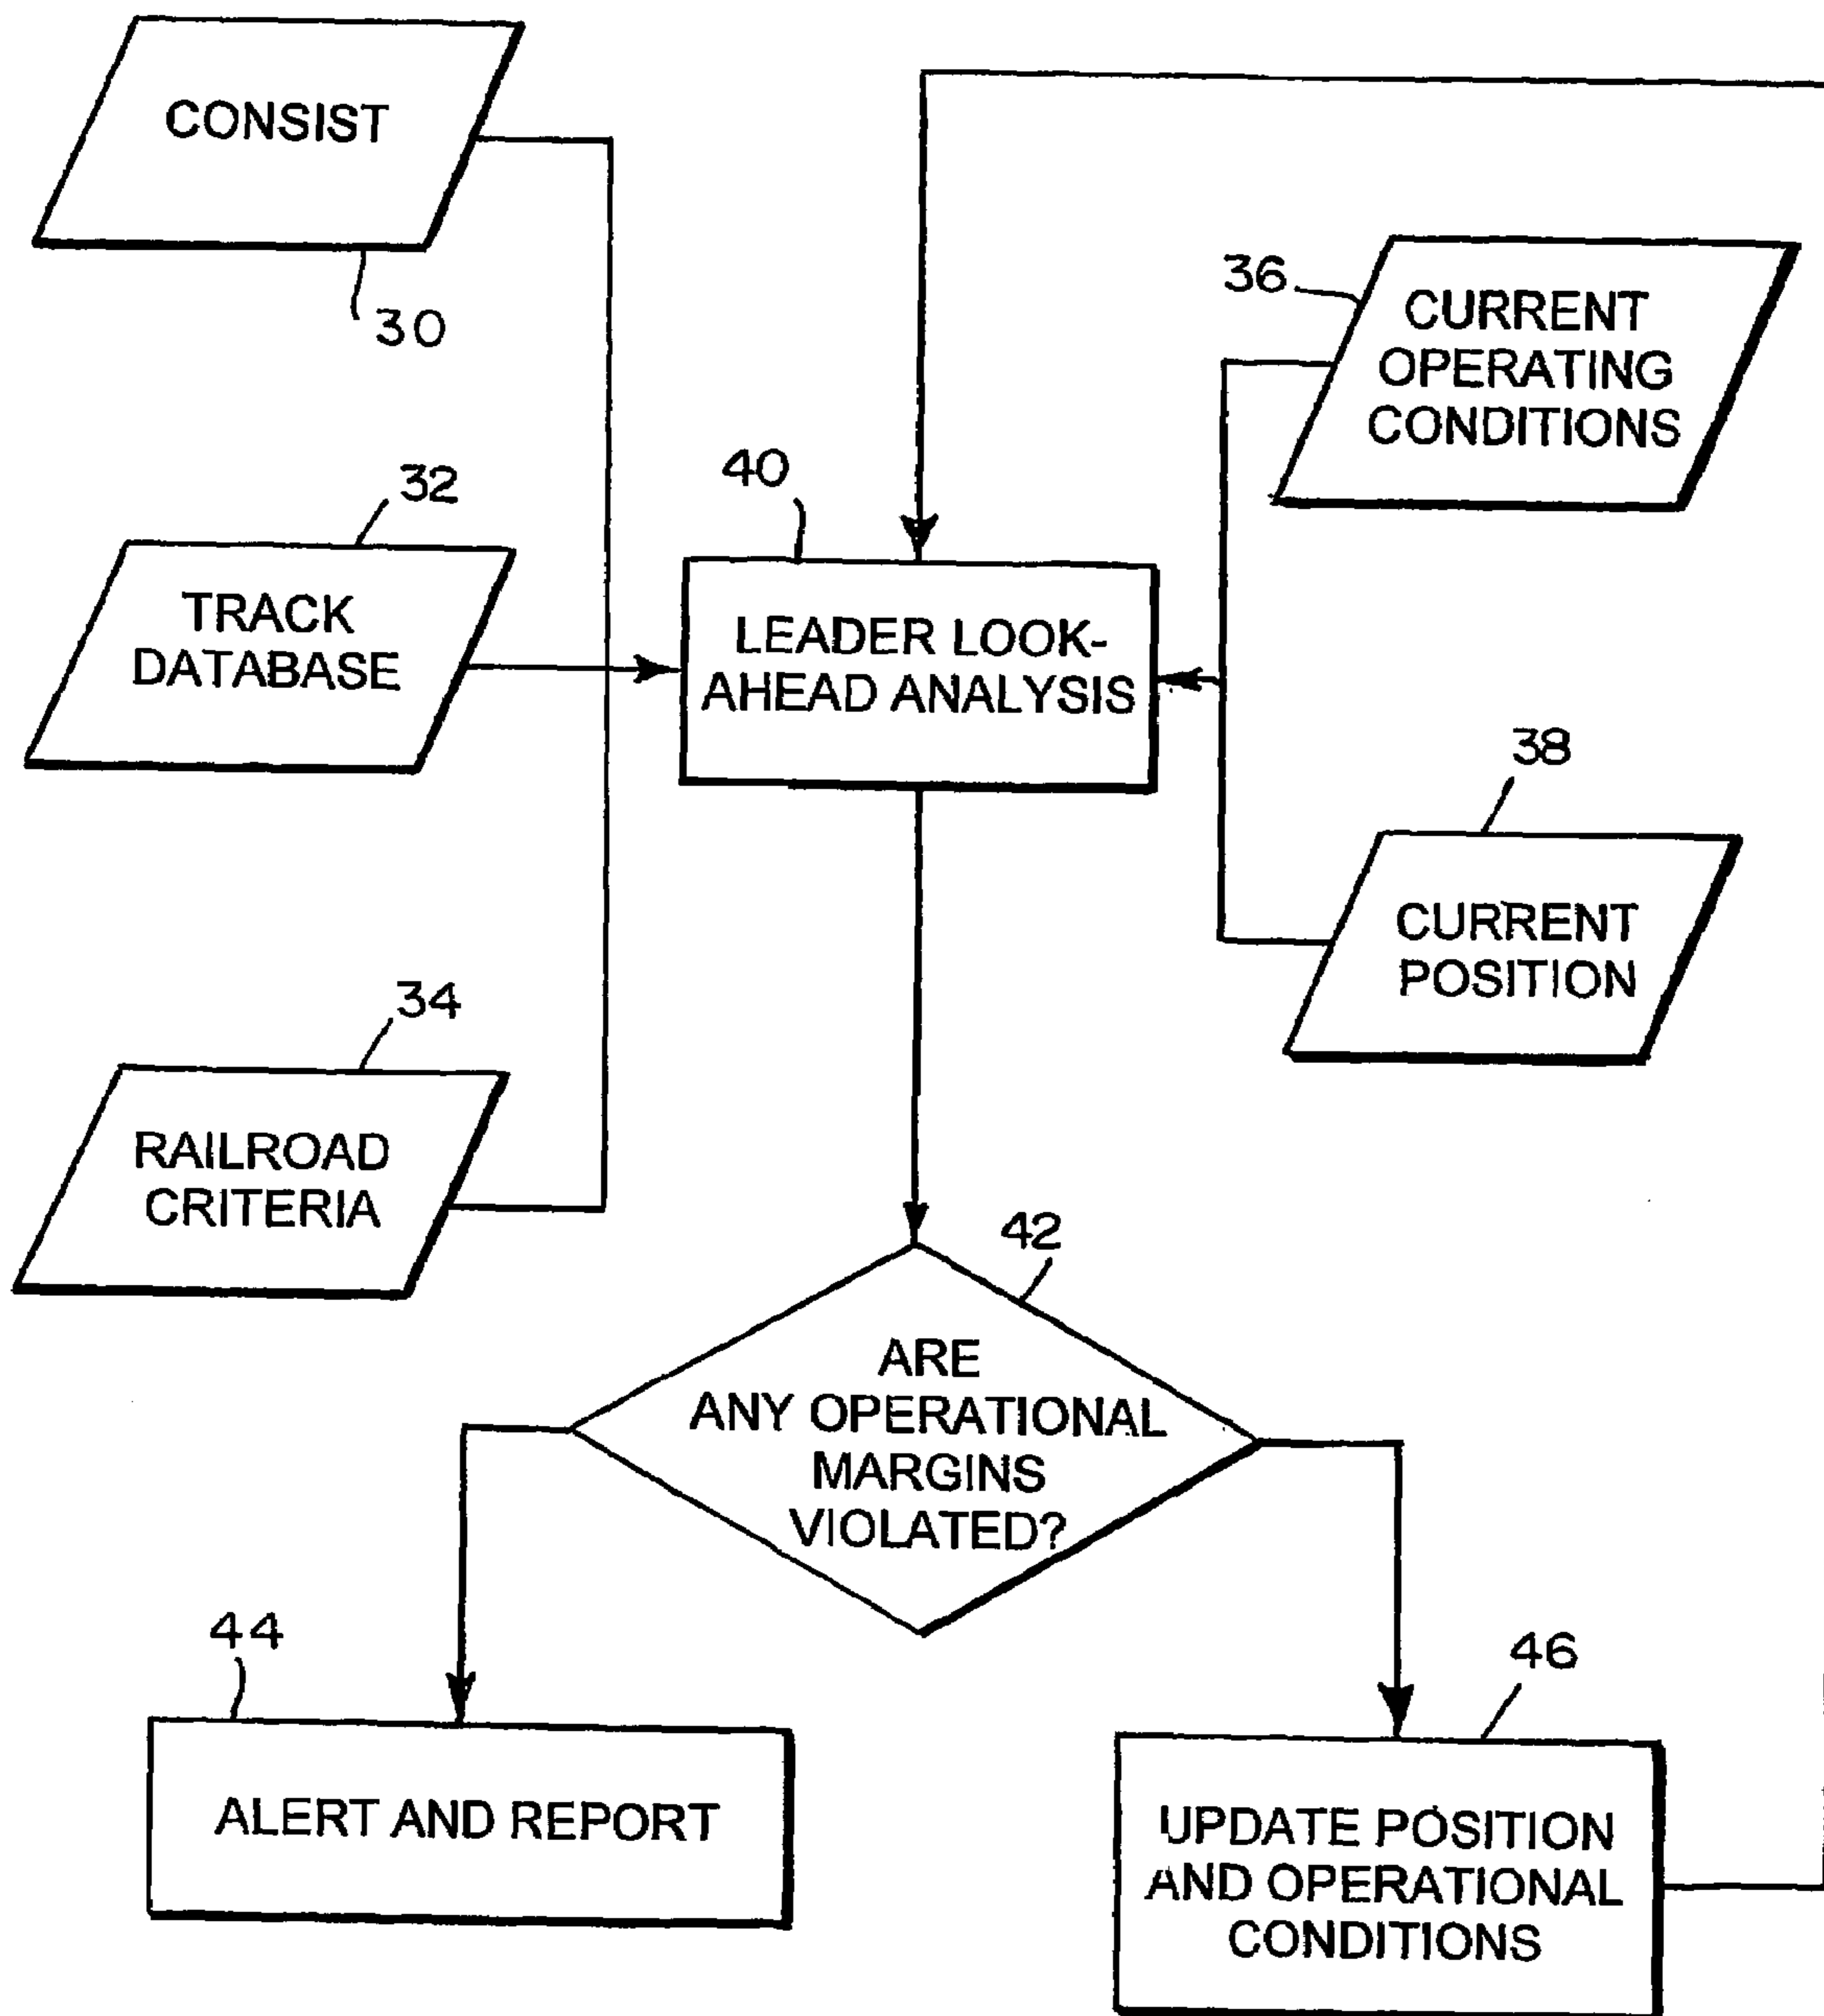 CONSIST
30
36
CURRENT
OPERATING
CONDITIONS
32
TRACK
DATABASE
40
LEADER LOOK-
AHEAD ANALYSIS
38
CURRENT
POSITION
34
RAILROAD
CRITERIA
42
ARE
ANY OPERATIONAL
MARGINS
VIOLATED?
44
ALERT AND REPORT
46
UPDATE POSITION
AND OPERATIONAL
CONDITIONS